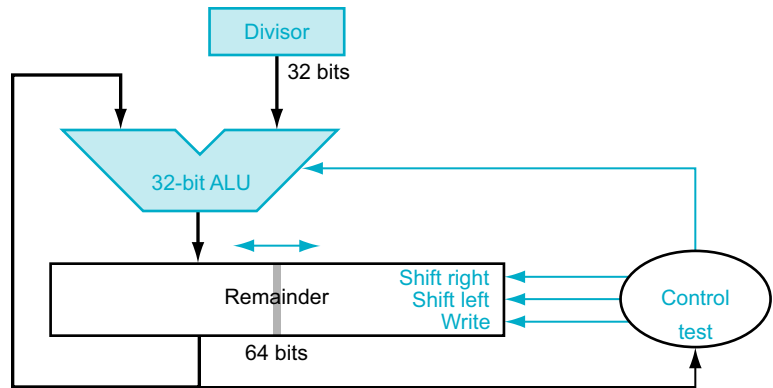 Divisor
32 bits
32-bit ALU
Remainder
Shift right
Shift left
Write
64 bits
Control
test